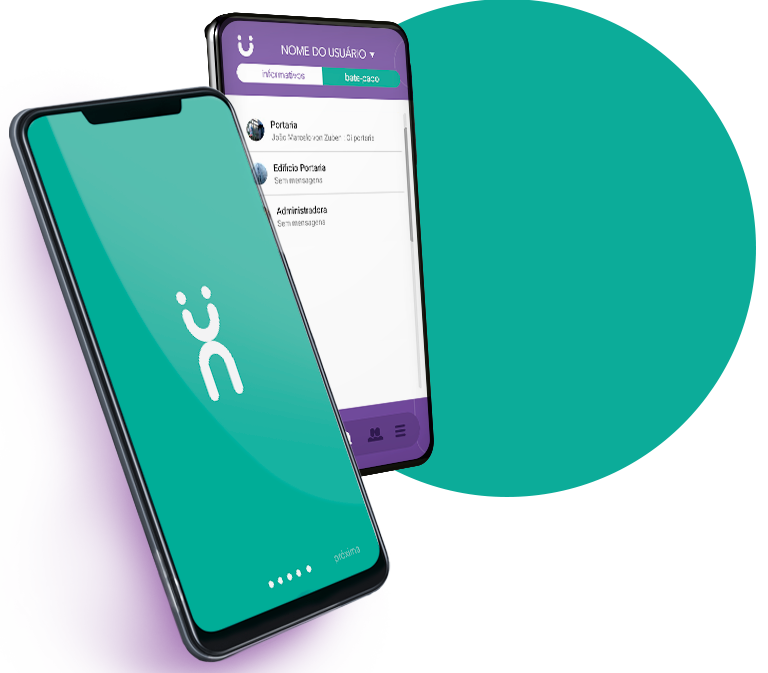 NOME DO USUÁRIO
informativos bate-papo
Portaria
João Marcelo von Zuben : Oi portaria
Edifício Portaria
Sem mensagens
Administradora
Sem mensagens
próxima